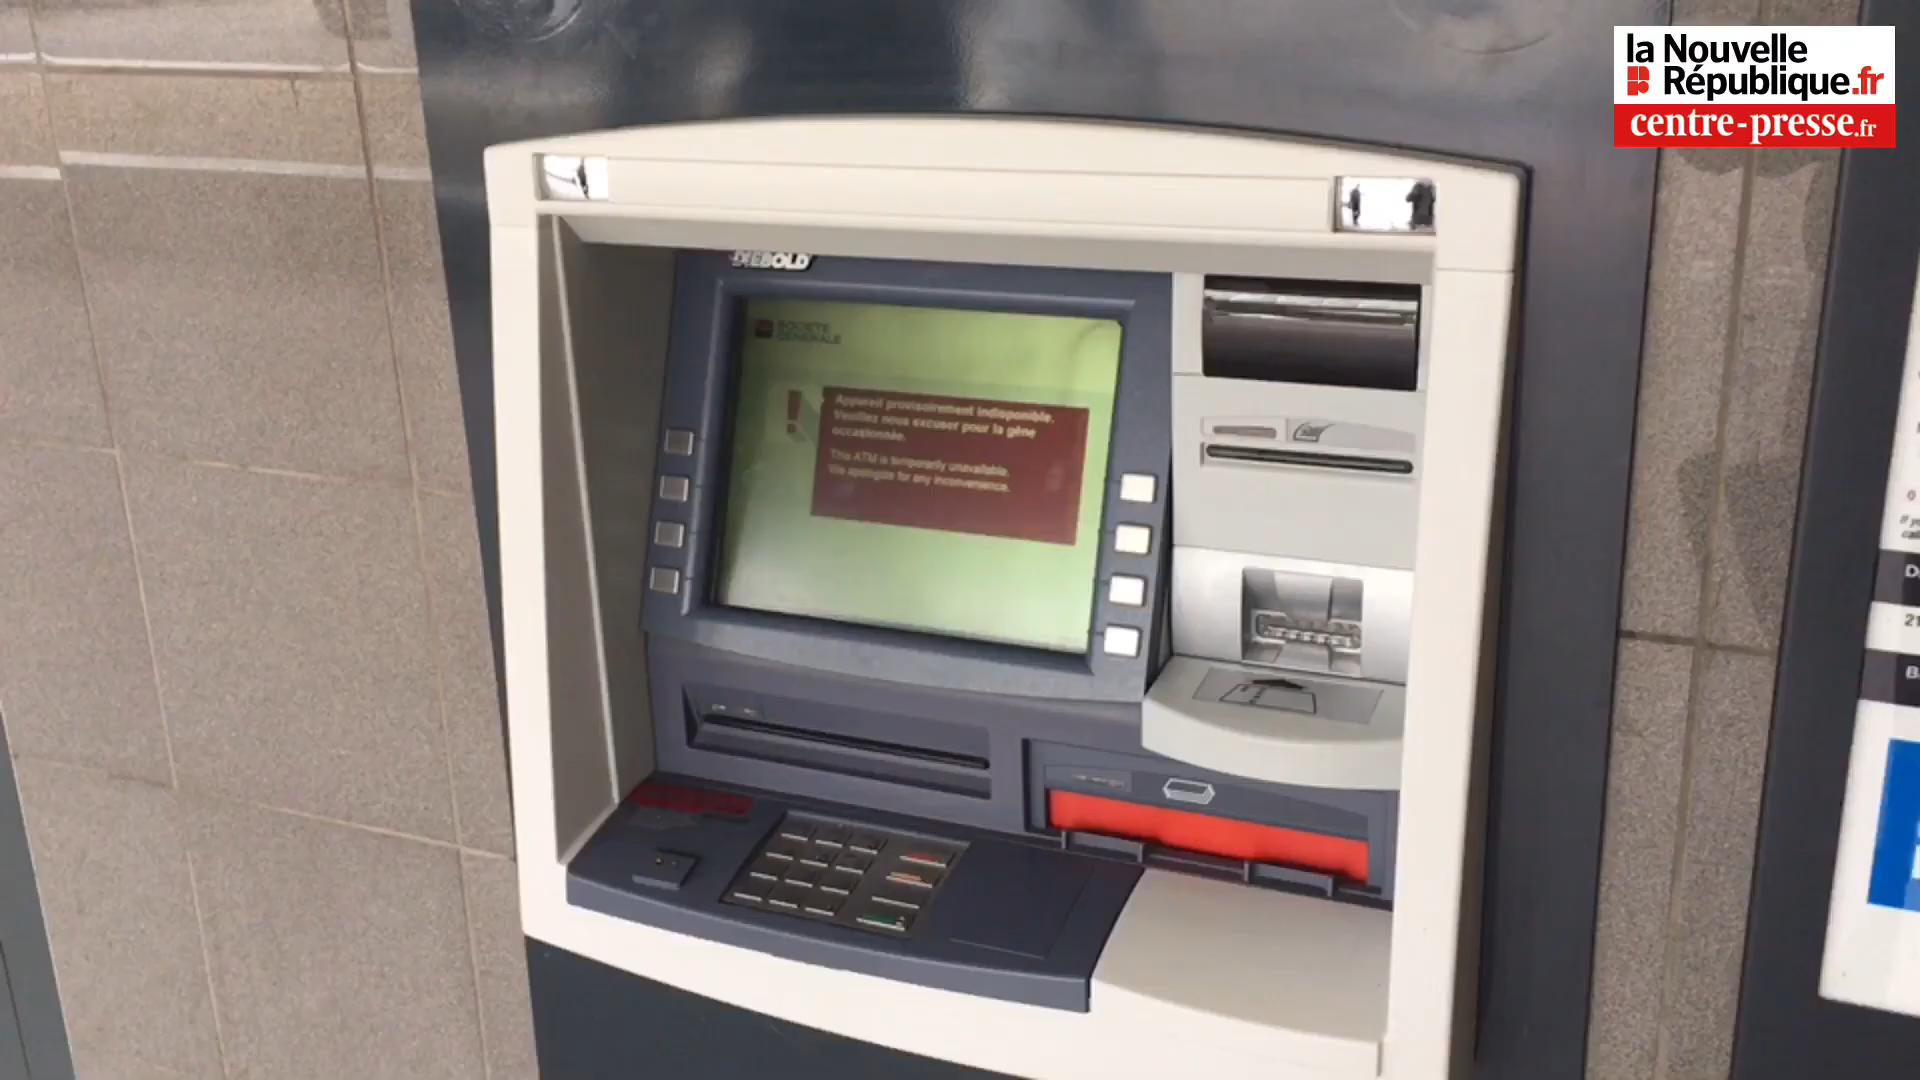 la Nouvelle
République.fr
centre-presse.fr
DIEBOLD
SOCIETE
GENERALE
Appareil provisoirement indisponible.
Veuillez nous excuser pour la gêne
occasionnée.
This ATM is temporarily unavailable.
We apologize for any inconvenience.